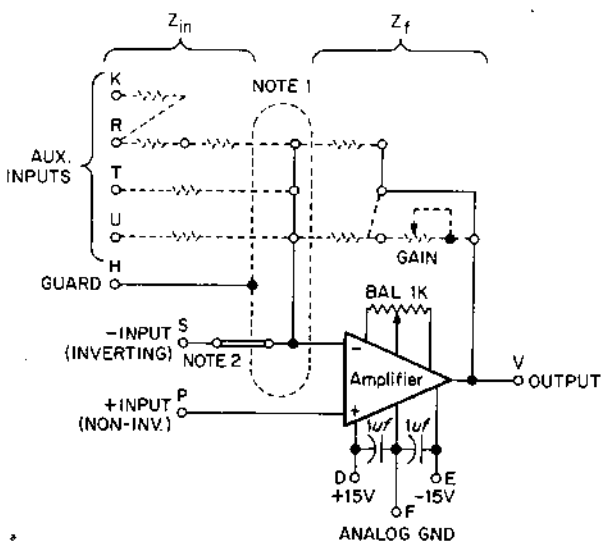 Zin
Zf
NOTE 1
K
R
AUX.
INPUTS
T
U
H
GUARD
GAIN
BAL 1K
-INPUT
(INVERTING)
S
NOTE 2
-
Amplifier
V
OUTPUT
+INPUT
(NON-INV.)
P
+
1uf
1uf
D
+15V
E
-15V
F
ANALOG GND